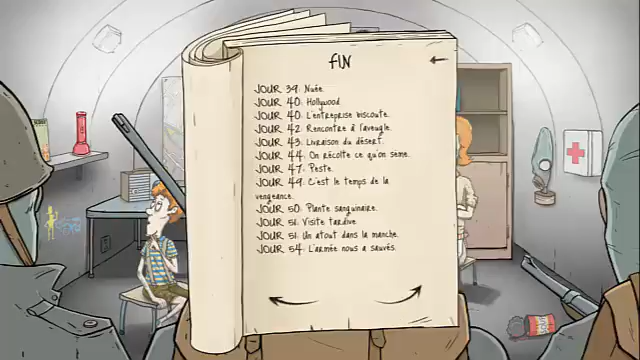 FIN
JOUR 39: Nuée.
JOUR 40: Hollywood
JOUR 40: L'entreprise biscoute.
JOUR 42: Rencontre à l'aveugle.
JOUR 43: Livraison du désert.
JOUR 44: On récolte ce qu'on sème.
JOUR 47: Peste.
JOUR 49: C'est le temps de la
vengeance.
JOUR 50: Plante sanguinaire.
JOUR 51: Visite tardive
JOUR 51: Un atout dans la manche.
JOUR 54: L'armée nous a sauvés.